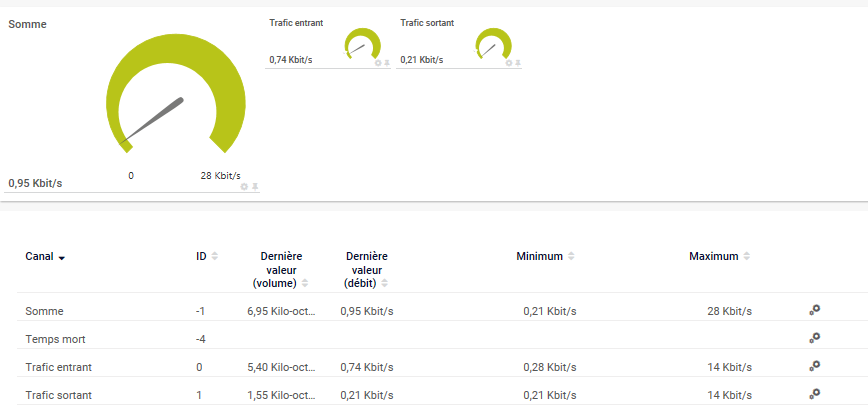 Somme
Trafic entrant
Trafic sortant
0,74 Kbit/s
0,21 Kbit/s
0
28 Kbit/s
0,95 Kbit/s
Canal ID Dernière valeur (volume) Dernière valeur (débit) Minimum Maximum
Somme -1 6,95 Kilo-oct... 0,95 Kbit/s 0,21 Kbit/s 28 Kbit/s
Temps mort -4
Trafic entrant 0 5,40 Kilo-oct... 0,74 Kbit/s 0,28 Kbit/s 14 Kbit/s
Trafic sortant 1 1,55 Kilo-oct... 0,21 Kbit/s 0,21 Kbit/s 14 Kbit/s